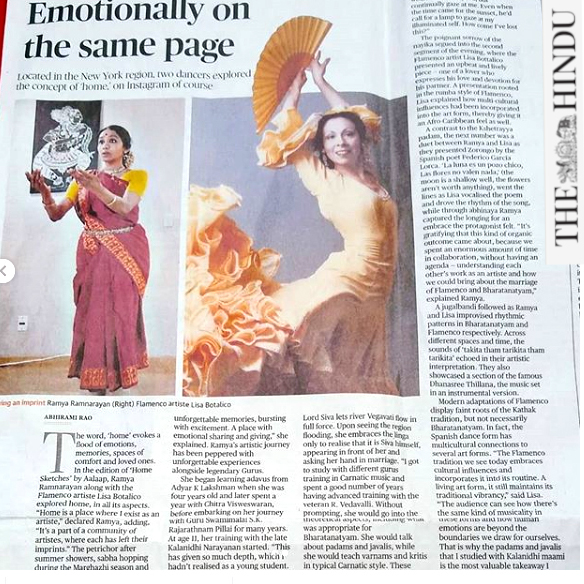 Emotionally on
the same page
Located in the New York region, two dancers explored
the concept of 'home,' on Instagram of course
ing an imprint Ramya Ramnarayan (Right) Flamenco artiste Lisa Botalico
ABHIRAMI RAO
The word, 'home' evokes a
flood of emotions,
memories, spaces of
comfort and loved ones.
In the edition of 'Home
Sketches' by Aalaap, Ramya
Ramnarayan along with the
Flamenco artiste Lisa Botalico
explored home, in all its aspects.
"Home is a place where I exist as an
artiste," declared Ramya, adding,
"It's a part of a community of
artistes, where each has left their
imprints." The petrichor after
summer showers, sabha hopping
during the Marghazhi season and
unforgettable memories, bursting
with excitement. A place with
emotional sharing and giving," she
explained. Ramya's artistic journey
has been peppered with
unforgettable experiences
alongside legendary Gurus.
She began learning adavus from
Adyar K Lakshman when she was
four years old and later spent a
year with Chitra Visweswaran,
before embarking on her journey
with Guru Swamimalai S.K.
Rajarathnam Pillai for many years.
At age 11, her training with the late
Kalanidhi Narayanan started. "This
has given so much depth, which
hadn't realised as a young student.
Lord Siva lets river Vegavati flow in
full force. Upon seeing the region
flooding, she embraces the linga
only to realise that it is Siva himself,
appearing in front of her and
asking her hand in marriage. "I got
to study with different gurus
training in Carnatic music and
spent a good number of years
having advanced training with the
veteran R. Vedavalli. Without
prompting, she would go into the
theoretical aspects, including what
was appropriate for
Bharatanatyam. She would talk
about padams and javalis, while
she would teach varnams and kritis
in typical Carnatic style. These
continually gaze at me. Even when
the time came for the sunset, he'd
call for a lamp to gaze at my
illuminated self. How come I've lost
this?"
The poignant sorrow of the
nayika segued into the second
segment of the evening, where the
Flamenco artist Lisa Botalico
presented an upbeat and lively
piece – one of a lover who
expresses his love and devotion for
his partner. A presentation rooted
in the rumba style of Flamenco,
Lisa explained how multi-cultural
influences had been incorporated
into the art form, thereby giving it
an Afro-Caribbean feel as well.
A contrast to the Kshetrayya
padam, the next number was a
duet between Ramya and Lisa as
they presented Zorongo by the
Spanish poet Federico García
Lorca. 'La luna es un pozo chico,
Las flores no valen nada,' (the
moon is a shallow well, the flowers
aren't worth anything), went the
lines as Lisa vocalised the poem
and drove the rhythm of the song,
while through abhinaya Ramya
captured the longing for an
embrace the protagonist felt. "It's
gratifying that this kind of organic
outcome came about, because we
spent an enormous amount of time
in collaboration, without having an
agenda – understanding each
other's work as an artiste and how
we could bring about the marriage
of Flamenco and Bharatanatyam,"
explained Ramya.
A jugalbandi followed as Ramya
and Lisa improvised rhythmic
patterns in Bharatanatyam and
Flamenco respectively. Across
different spaces and time, the
sounds of 'takita tham tarikita tham
tarikita' echoed in their artistic
interpretation. They also
showcased a section of the famous
Dhanasree Thillana, the music set
in an instrumental version.
Modern adaptations of Flamenco
display faint roots of the Kathak
tradition, but not necessarily
Bharatanatyam. In fact, the
Spanish dance form has
multicultural connections to
several art forms. "The Flamenco
tradition we see today embraces
cultural influences and
incorporates it into its routine. A
living art form, it still maintains its
traditional vibrancy," said Lisa.
"The audience can see how there's
the same kind of musicality in
these forms and how human
emotions are beyond the
boundaries we draw for ourselves.
That is why the padams and javalis
that I studied with Kalanidhi maami
is the most valuable takeaway I
THE HINDU